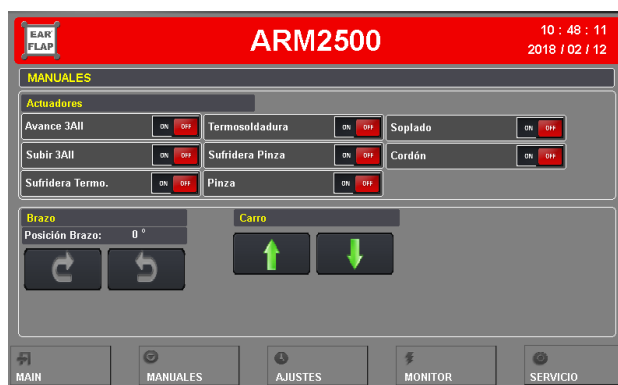 EAR
FLAP
ARM2500
10 : 48 : 11
2018 / 02 / 12
MANUALES
Actuadores
Avance 3All ON OFF Termosoldadura ON OFF Soplado ON OFF
Subir 3All ON OFF Sufridera Pinza ON OFF Cordón ON OFF
Sufridera Termo. ON OFF Pinza ON OFF
Brazo
Posición Brazo: 0 °
Carro
MAIN MANUALES AJUSTES MONITOR SERVICIO